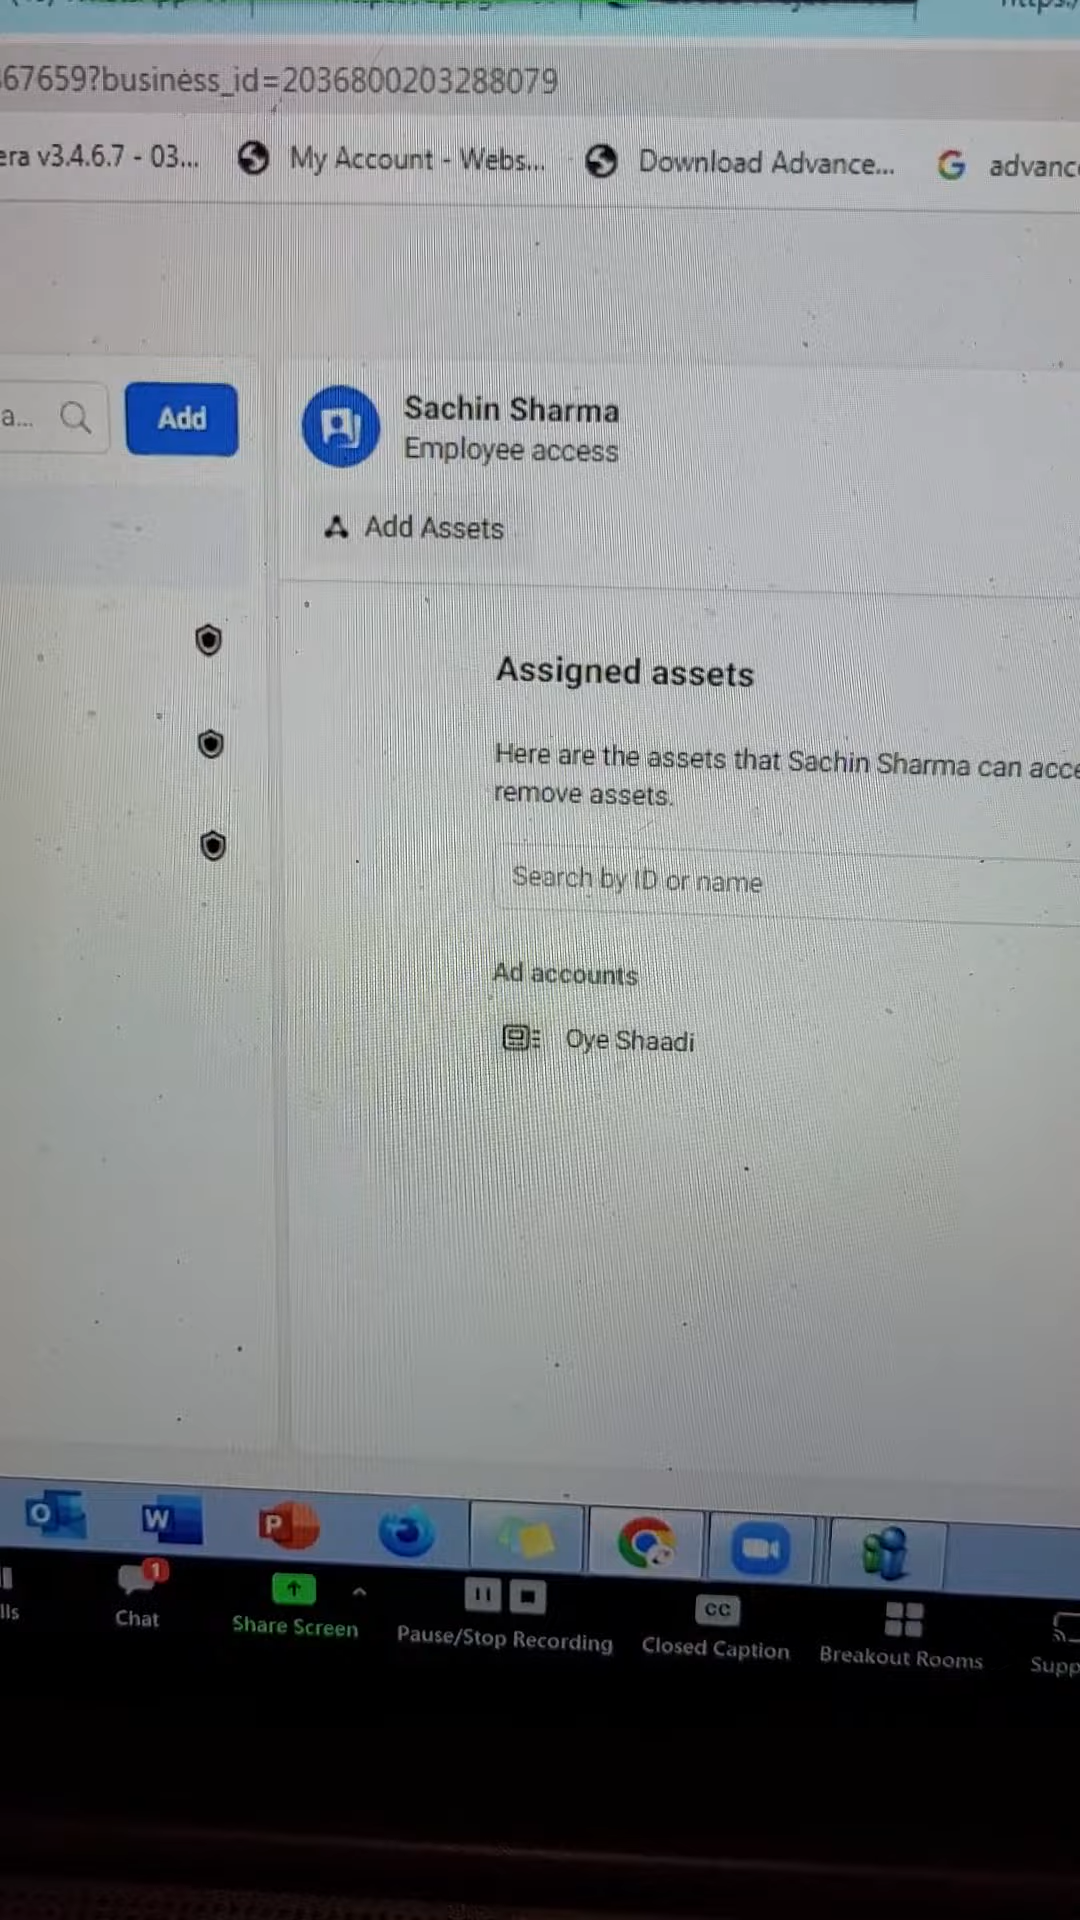 67659?business_id=2036800203288079
era v3.4.6.7 - 03... My Account - Webs... Download Advance... advanc
a... Add
Sachin Sharma
Employee access
Add Assets
Assigned assets
Here are the assets that Sachin Sharma can acce
remove assets.
Search by ID or name
Ad accounts
Oye Shaadi
O W P
1
lls Chat Share Screen Pause/Stop Recording CC Closed Caption Breakout Rooms Supp